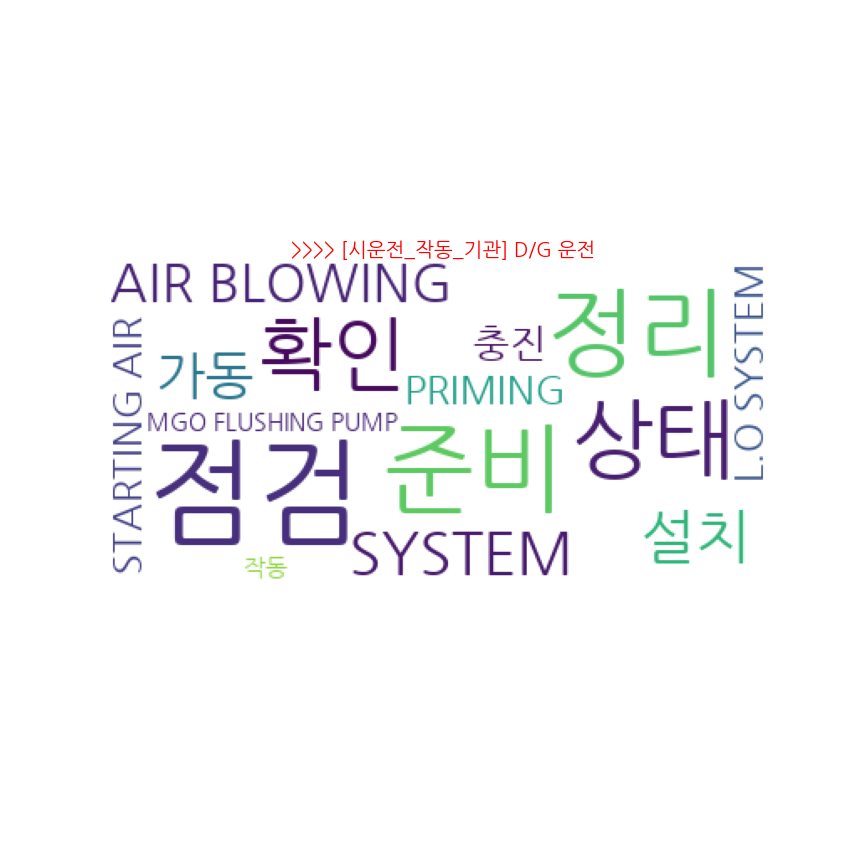 >>>> [시운전_작동_기관] D/G 운전
AIR BLOWING
정리
L.O SYSTEM
STARTING AIR
확인
충진
가동
PRIMING
MGO FLUSHING PUMP
상태
점검
준비
설치
SYSTEM
작동